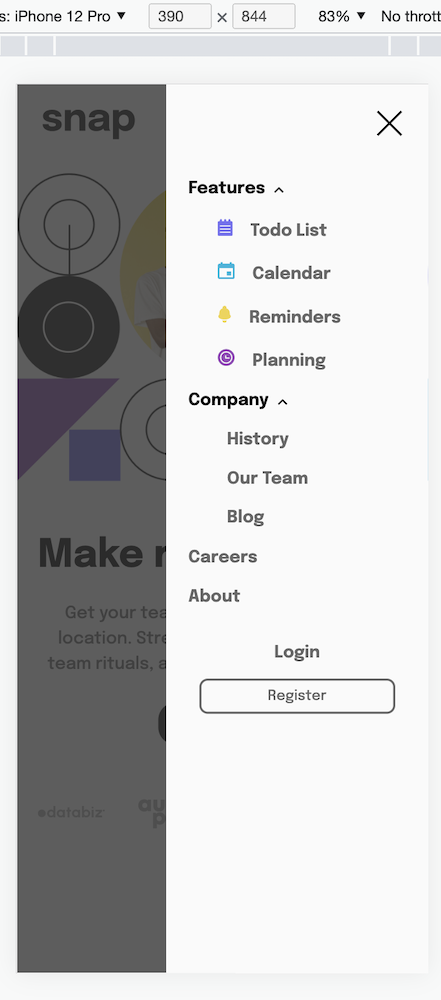 s: iPhone 12 Pro ▼ 390 × 844 83% ▼ No thrott
snap
Features
Todo List
Calendar
Reminders
Planning
Company
History
Our Team
Blog
Careers
About
Login
Register
Make r
Get your tea
location. Stre
team rituals, a
databiz
au
p